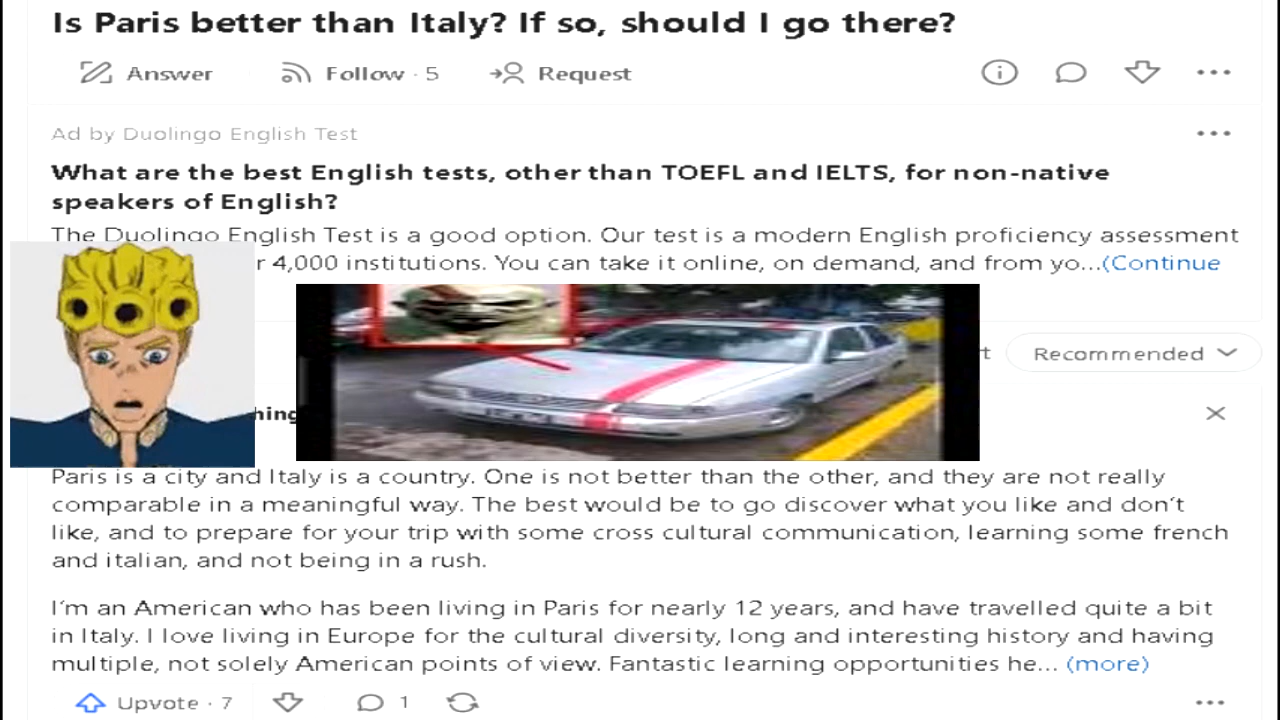 Is Paris better than Italy? If so, should I go there?
Answer
Follow · 5
Request
Ad by Duolingo English Test
What are the best English tests, other than TOEFL and IELTS, for non-native
speakers of English?
The Duolingo English Test is a good option. Our test is a modern English proficiency assessment
r 4,000 institutions. You can take it online, on demand, and from yo...(Continue
t
Recommended
hing
Paris is a city and Italy is a country. One is not better than the other, and they are not really
comparable in a meaningful way. The best would be to go discover what you like and don't
like, and to prepare for your trip with some cross cultural communication, learning some french
and italian, and not being in a rush.
I'm an American who has been living in Paris for nearly 12 years, and have travelled quite a bit
in Italy. I love living in Europe for the cultural diversity, long and interesting history and having
multiple, not solely American points of view. Fantastic learning opportunities he... (more)
Upvote · 7
1